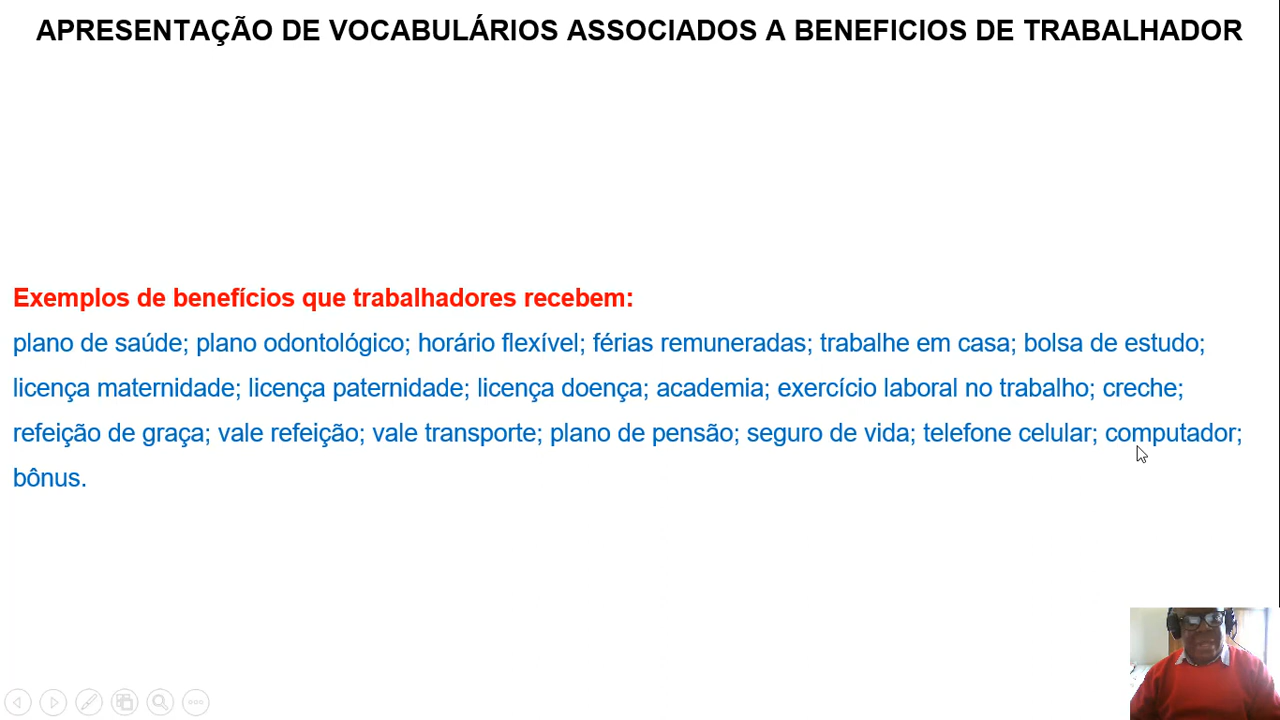 APRESENTAÇÃO DE VOCABULÁRIOS ASSOCIADOS A BENEFICIOS DE TRABALHADOR
Exemplos de benefícios que trabalhadores recebem:
plano de saúde; plano odontológico; horário flexível; férias remuneradas; trabalhe em casa; bolsa de estudo;
licença maternidade; licença paternidade; licença doença; academia; exercício laboral no trabalho; creche;
refeição de graça; vale refeição; vale transporte; plano de pensão; seguro de vida; telefone celular; computador;
bônus.